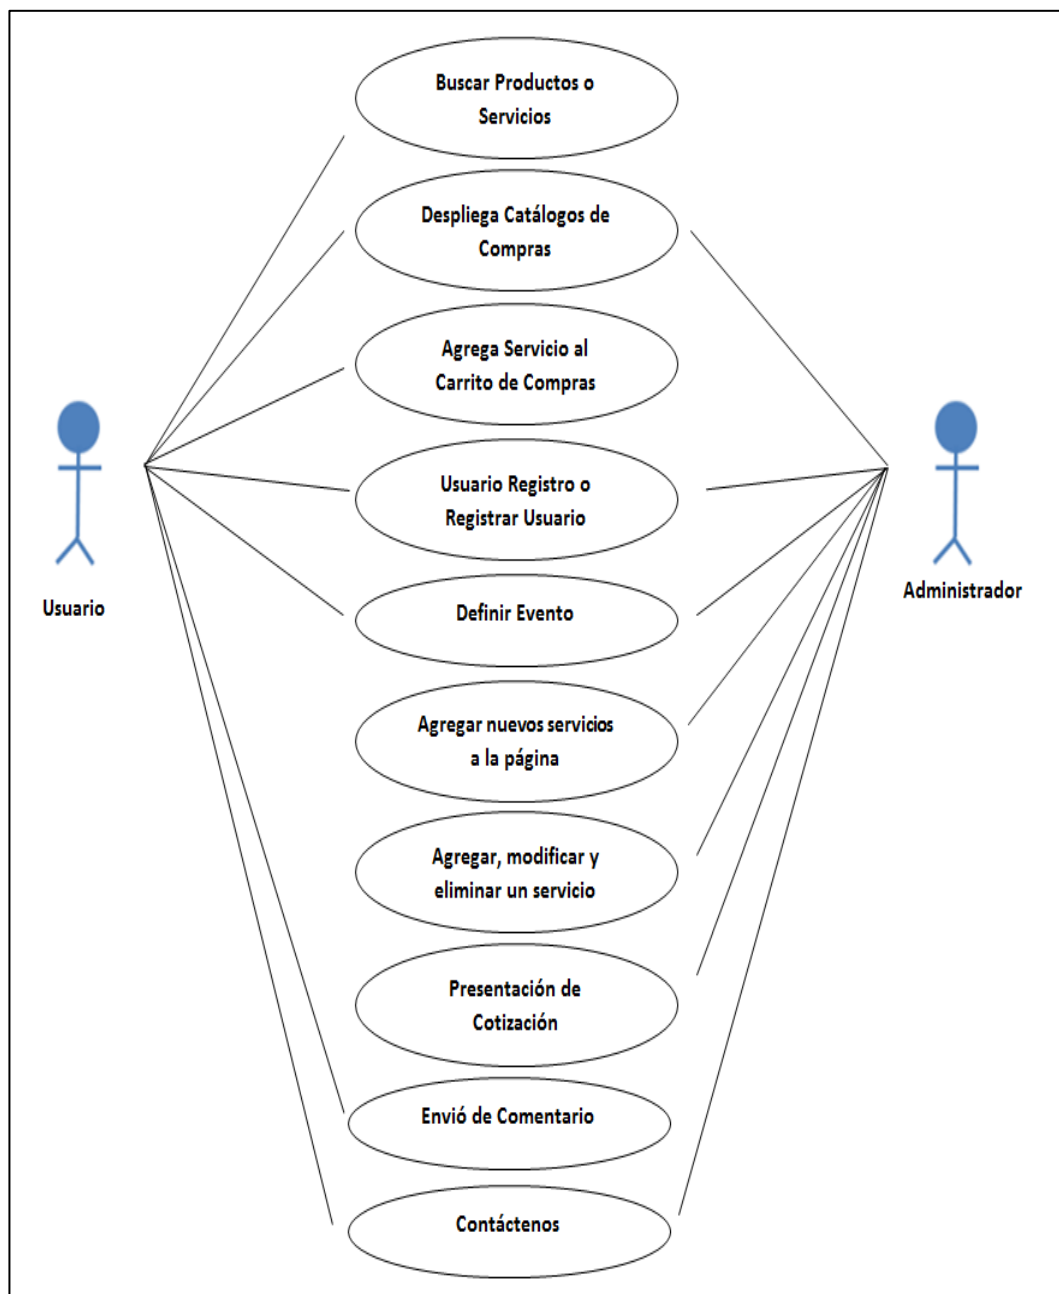 Buscar Productos o
Servicios
Despliega Catálogos de
Compras
Agrega Servicio al
Carrito de Compras
Usuario Registro o
Registrar Usuario
Usuario
Administrador
Definir Evento
Agregar nuevos servicios
a la página
Agregar, modificar y
eliminar un servicio
Presentación de
Cotización
Envió de Comentario
Contáctenos